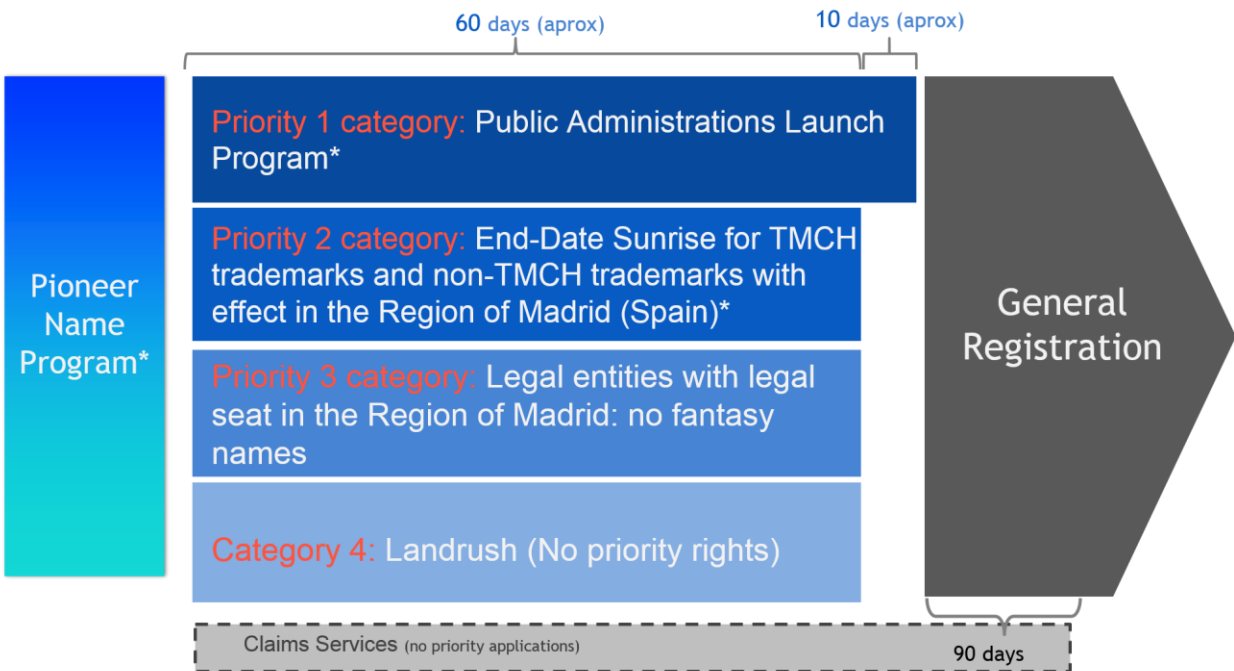 60 days (aprox)
10 days (aprox)
Pioneer
Name
Program*
Priority 1 category: Public Administrations Launch
Program*
Priority 2 category: End-Date Sunrise for TMCH
trademarks and non-TMCH trademarks with
effect in the Region of Madrid (Spain)*
Priority 3 category: Legal entities with legal
seat in the Region of Madrid: no fantasy
names
Category 4: Landrush (No priority rights)
General
Registration
Claims Services (no priority applications)
90 days